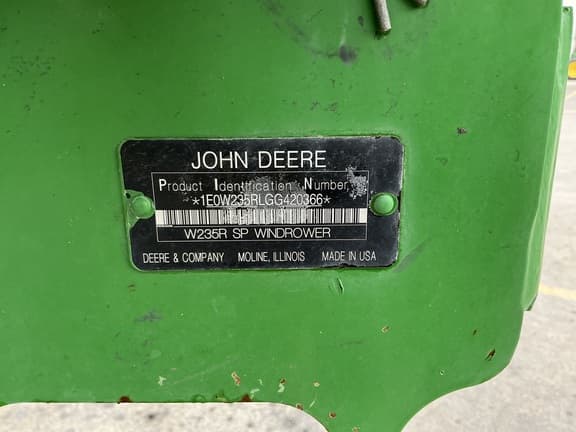 JOHN DEERE
Product Identification Number
*1E0W235RLGG420366*
W235R SP WINDROWER
DEERE & COMPANY MOLINE, ILLINOIS MADE IN USA